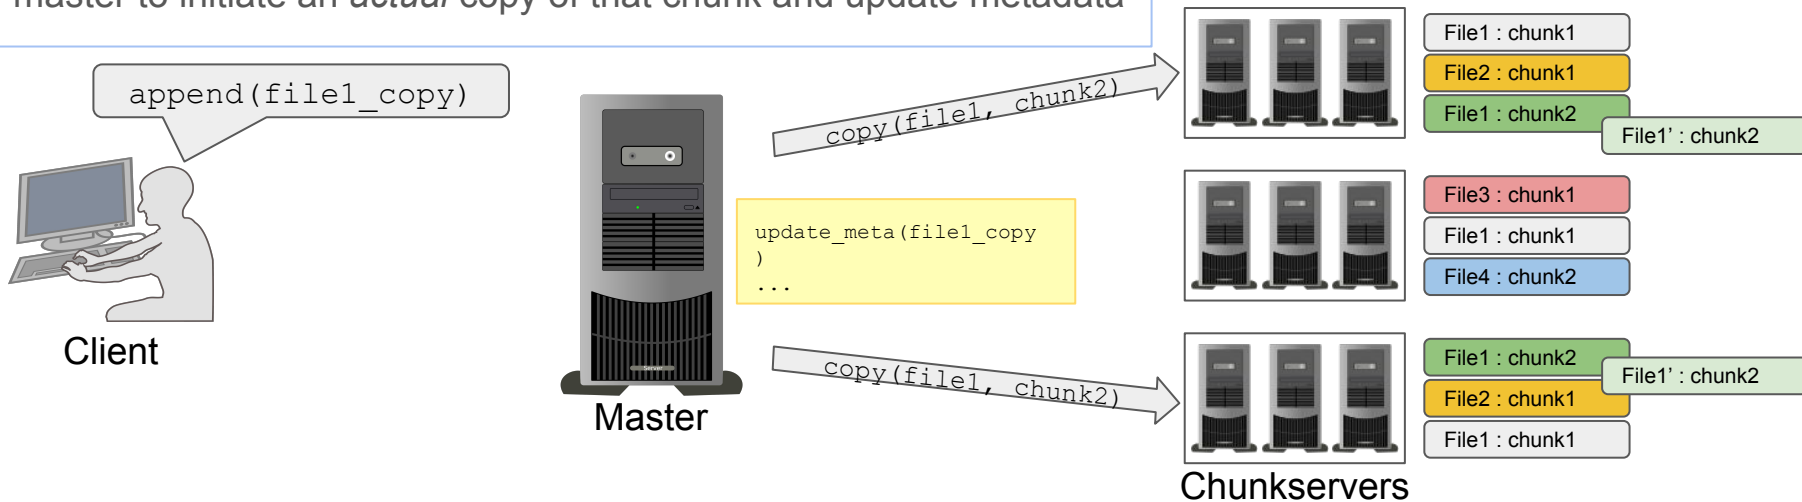 master to initiate an actual copy of that chunk and update metadata
append(file1_copy)
Client
Server
Master
copy(file1, chunk2)
update_meta(file1_copy
)
...
copy(file1, chunk2)
File1 : chunk1
File2 : chunk1
File1 : chunk2
File1’ : chunk2
File3 : chunk1
File1 : chunk1
File4 : chunk2
File1 : chunk2
File1’ : chunk2
File2 : chunk1
File1 : chunk1
Chunkservers